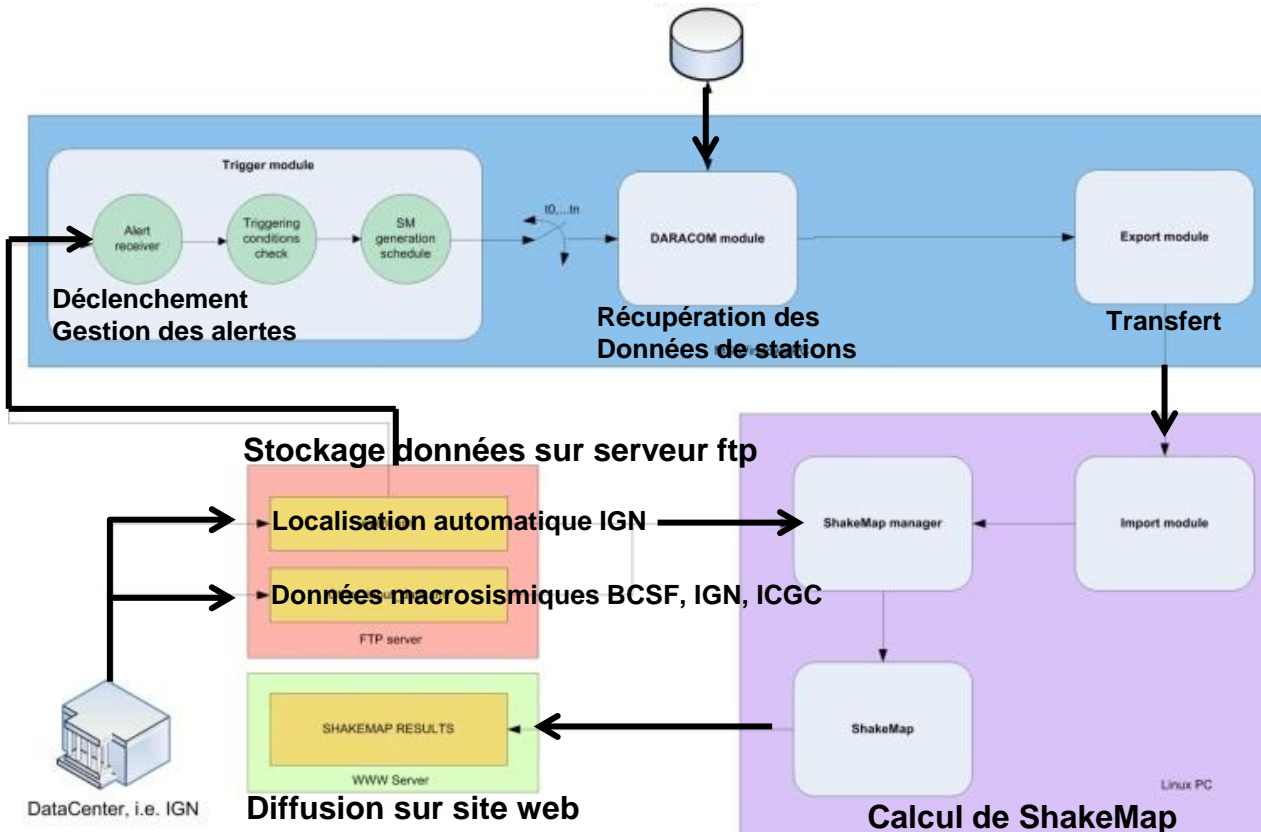 Trigger module
Alert
receiver
Triggering
conditions
check
SM
generation
schedule
t0,...tn
DARACOM module
Export module
Déclenchement
Gestion des alertes
Récupération des
Données de stations
Transfert
Stockage données sur serveur ftp
Localisation automatique IGN
Données macrosismiques BCSF, IGN, ICGC
FTP server
ShakeMap manager
Import module
SHAKEMAP RESULTS
WWW Server
ShakeMap
Linux PC
DataCenter, i.e. IGN
Diffusion sur site web
Calcul de ShakeMap